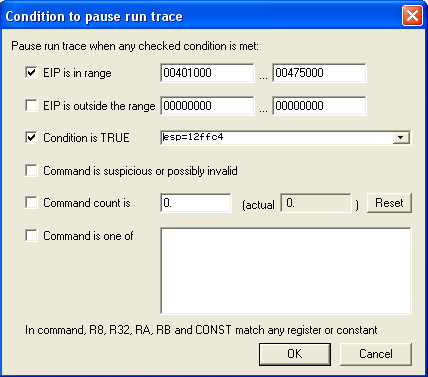 Condition to pause run trace
Pause run trace when any checked condition is met:
EIP is in range 00401000 ... 00475000
EIP is outside the range 00000000 ... 00000000
Condition is TRUE esp=12ffc4
Command is suspicious or possibly invalid
Command count is 0. (actual 0. ) Reset
Command is one of
In command, R8, R32, RA, RB and CONST match any register or constant
OK Cancel